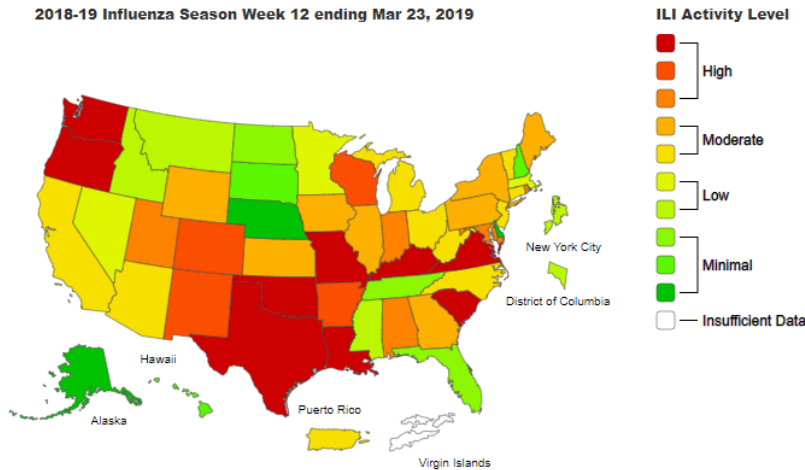 2018-19 Influenza Season Week 12 ending Mar 23, 2019
ILI Activity Level
High
Moderate
Low
Minimal
Insufficient Data
New York City
District of Columbia
Hawaii
Alaska
Puerto Rico
Virgin Islands